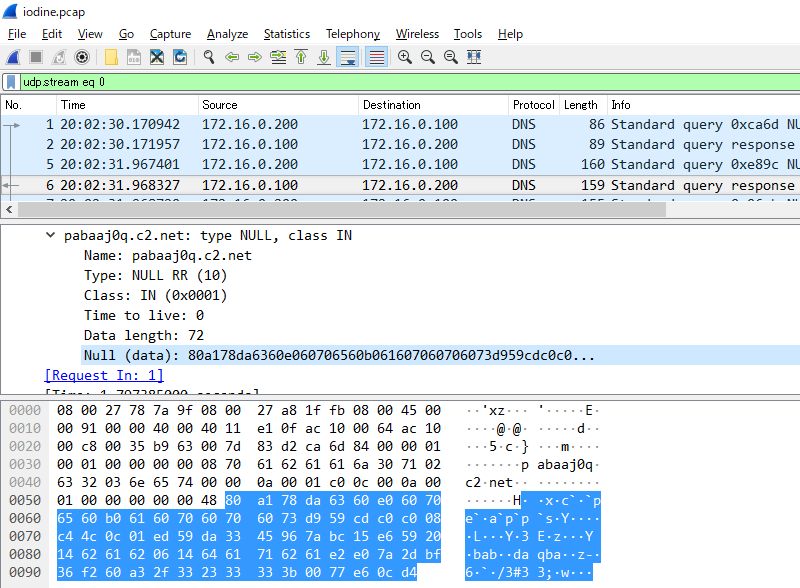 iodine.pcap
File Edit View Go Capture Analyze Statistics Telephony Wireless Tools Help
udp.stream eq 0
No. Time Source Destination Protocol Length Info
1 20:02:30.170942 172.16.0.200 172.16.0.100 DNS 86 Standard query 0xca6d NU
2 20:02:30.171957 172.16.0.100 172.16.0.200 DNS 89 Standard query response
5 20:02:31.967401 172.16.0.200 172.16.0.100 DNS 160 Standard query 0xe89c NU
6 20:02:31.968327 172.16.0.100 172.16.0.200 DNS 159 Standard query response
pabaaj0q.c2.net: type NULL, class IN
Name: pabaaj0q.c2.net
Type: NULL RR (10)
Class: IN (0x0001)
Time to live: 0
Data length: 72
Null (data): 80a178da6360e060706560b061607060706073d959cdc0c0...
[Request In: 1]
0000 08 00 27 78 7a 9f 08 00 27 a8 1f fb 08 00 45 00 ··'xz··· '·····E·
0010 00 91 00 00 40 00 40 11 e1 0f ac 10 00 64 ac 10 ····@·@· ·····d··
0020 00 c8 00 35 b9 63 00 7d 83 d2 ca 6d 84 00 00 01 ···5·c·} ···m····
0030 00 01 00 00 00 00 08 70 61 62 61 61 6a 30 71 02 ·······p abaaj0q·
0040 63 32 03 6e 65 74 00 00 0a 00 01 c0 0c 00 0a 00 c2·net·· ········
0050 01 00 00 00 00 00 48 80 a1 78 da 63 60 e0 60 70 ······H· ·x·c`·`p
0060 65 60 b0 61 60 70 60 70 60 73 d9 59 cd c0 c0 08 e`·a`p`p `s·Y····
0070 c4 4c 0c 01 ed 59 da 33 45 96 7a bc 15 e6 59 20 ·L···Y·3 E·z···Y
0080 14 62 61 62 06 14 64 61 71 62 61 e2 e0 7a 2d bf ·bab··da qba··z-·
0090 36 f2 60 a3 2f 33 23 33 33 3b 00 77 e6 0c d4 6·`·/3#3 3;·w···